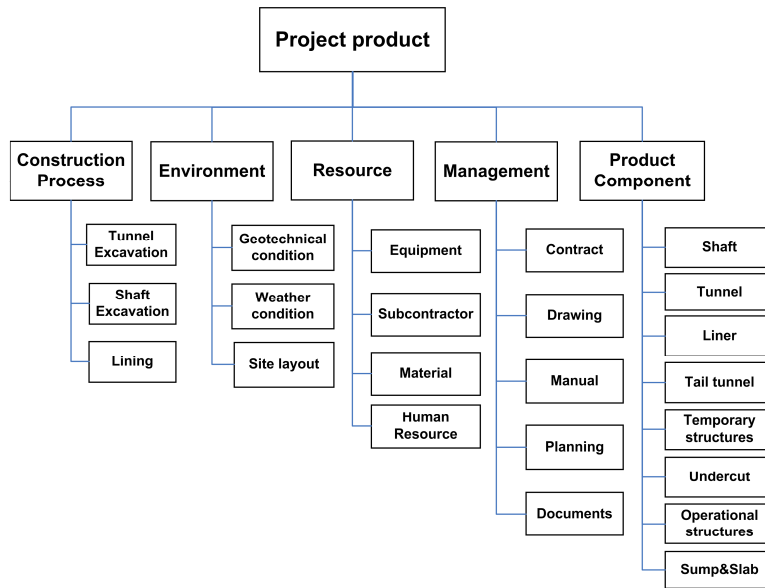 Project product
Construction
Process
Environment
Resource
Management
Product
Component
Tunnel
Excavation
Shaft
Excavation
Lining
Geotechnical
condition
Weather
condition
Site layout
Equipment
Subcontractor
Material
Human
Resource
Contract
Drawing
Manual
Planning
Documents
Shaft
Tunnel
Liner
Tail tunnel
Temporary
structures
Undercut
Operational
structures
Sump&Slab